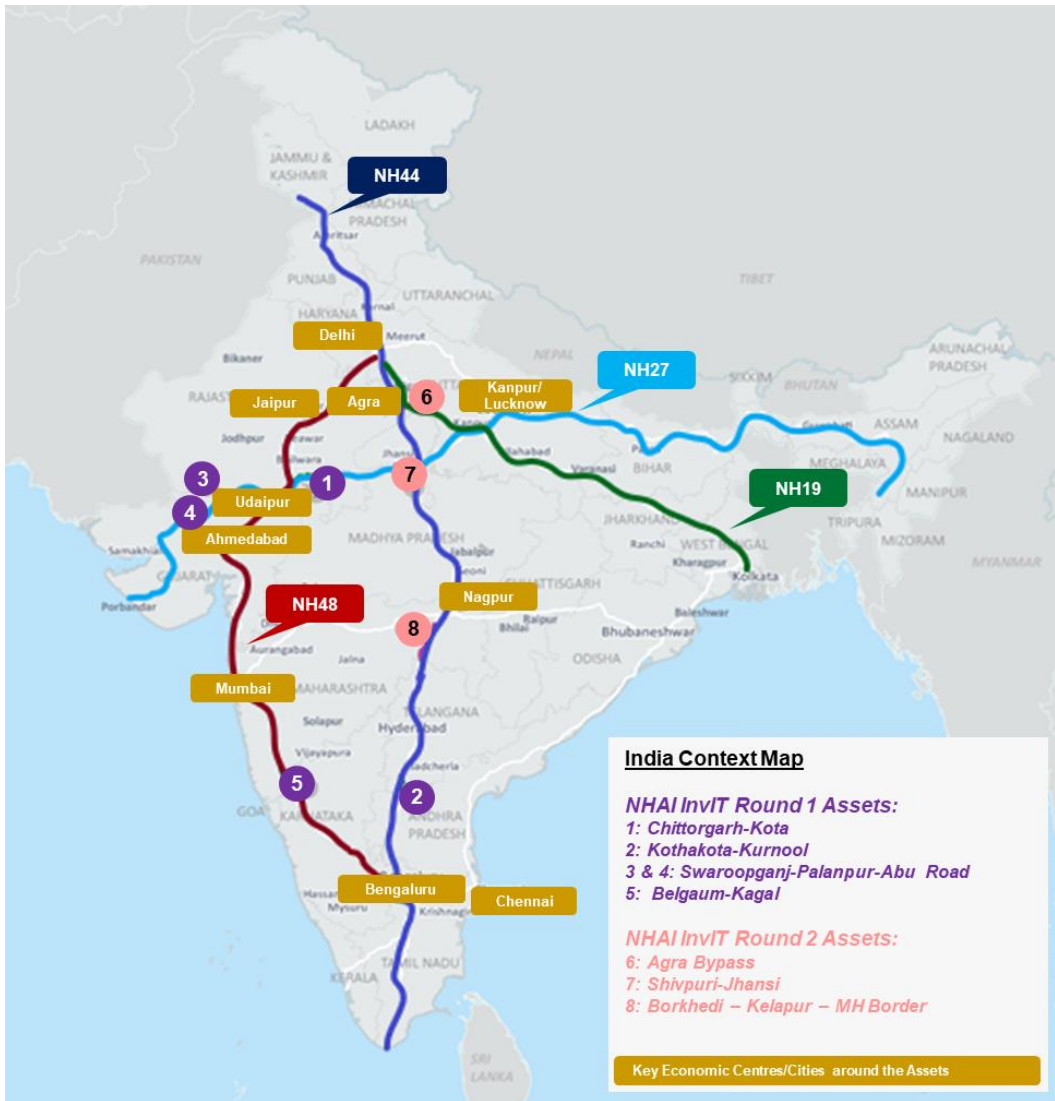 LADAKH
JAMMU &
KASHMIR
NH44
MACHAL
PRADESH
Amritsar
PAKISTAN
PUNJAB
TIBET
UTTARANCHAL
HARYANA
Delhi
Meerut
NEPAL
ARUNACHAL
PRADESH
Bikaner
NH27
SIKKIM
BHUTAN
Kanpur/
Lucknow
Jaipur
Agra
6
Jodhpur
ASSAM
NAGALAND
MEGHALAYA
BIHAR
Varanasi
MANIPUR
3
1
7
4
Udaipur
NH19
TRIPURA
JHARKHAND
MIZORAM
Ahmedabad
MADHYA PRADESH
Ranchi
WEST BENGAL
Samakhiali
Jabalpur
Kharagpur
MYANMAR
GUJARAT
Kolkata
Porbandar
NH48
Nagpur
8
Raipur
Bhilai
Baleshwar
Bhubaneshwar
Aurangabad
Jalna
ODISHA
Mumbai
MAHARASHTRA
TELANGANA
Solapur
Hyderabad
Vijayapura
5
2
GOA
KARNATAKA
ANDHRA
PRADESH
Bengaluru
Chennai
Mysuru
Krishnagiri
TAMIL NADU
KERALA
SRI
LANKA
India Context Map
NHAI InvIT Round 1 Assets:
1: Chittorgarh-Kota
2: Kothakota-Kurnool
3 & 4: Swaroopganj-Palanpur-Abu Road
5: Belgaum-Kagal
NHAI InvIT Round 2 Assets:
6: Agra Bypass
7: Shivpuri-Jhansi
8: Borkhedi – Kelapur – MH Border
Key Economic Centres/Cities around the Assets